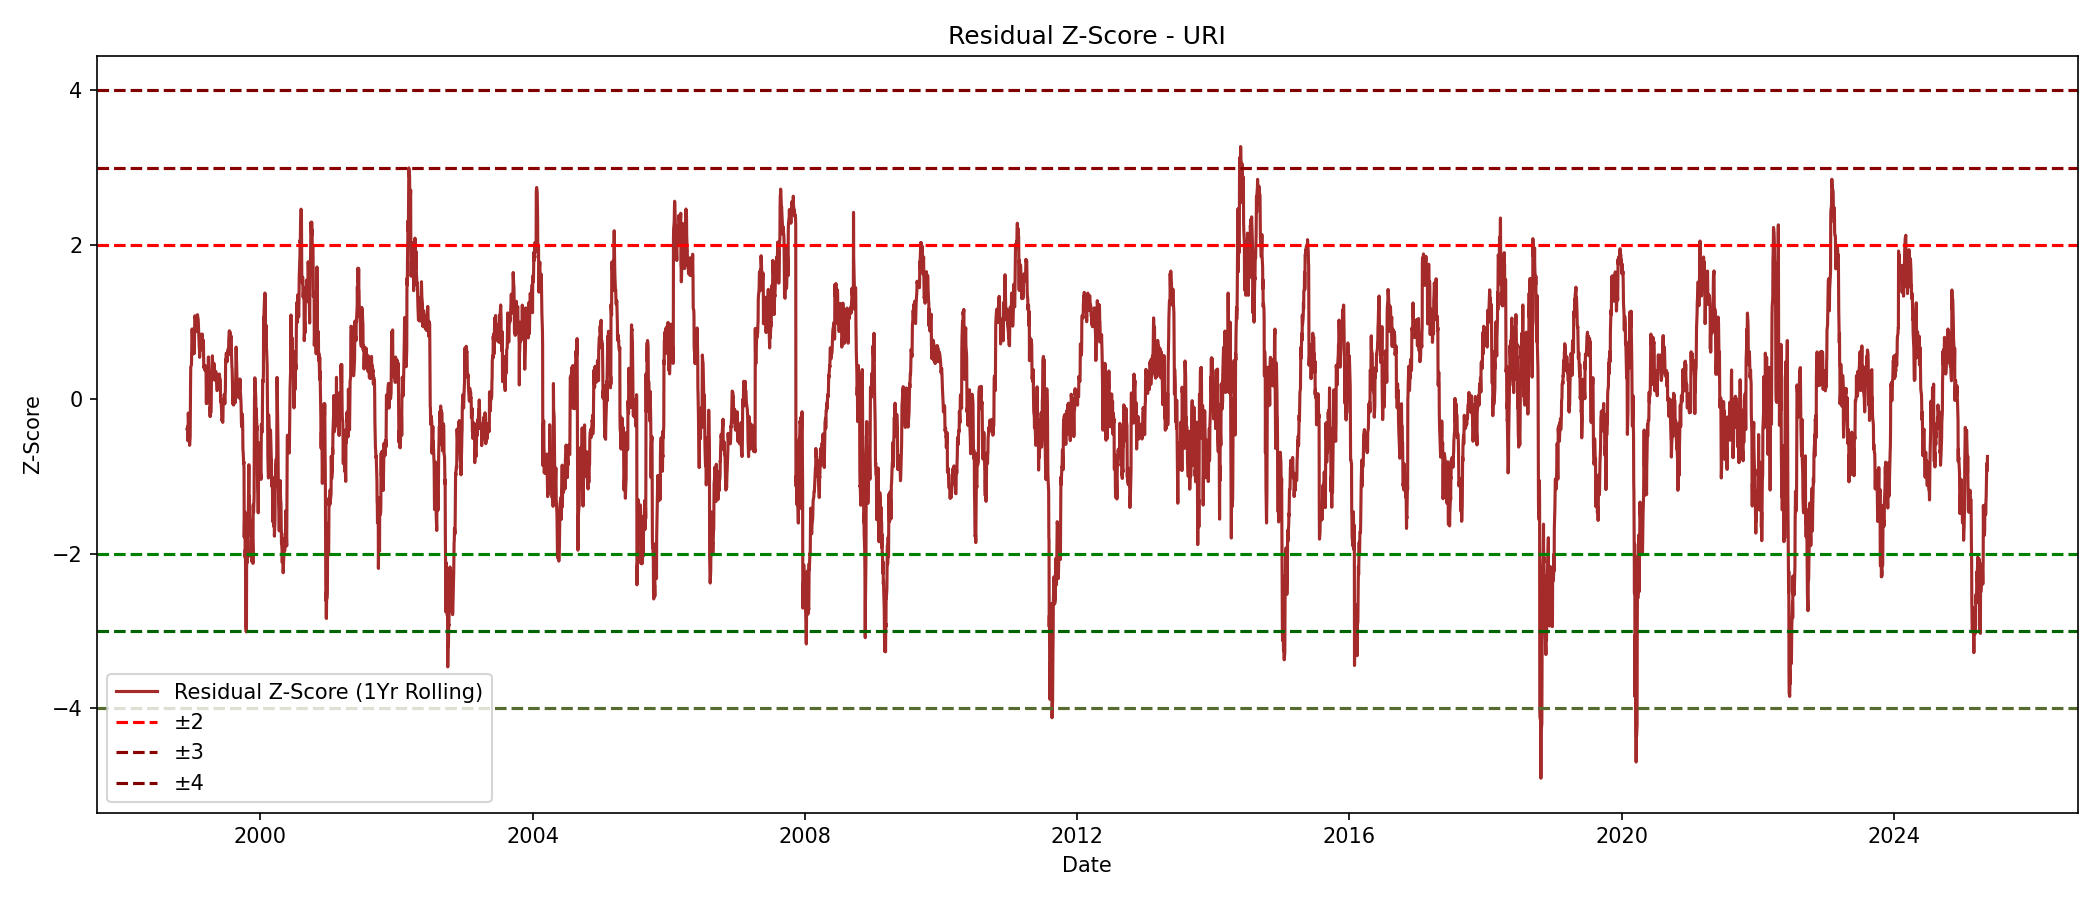 Residual Z-Score - URI
Z-Score
4
2
0
−2
−4
Residual Z-Score (1Yr Rolling)
±2
±3
±4
2000 2004 2008 2012 2016 2020 2024
Date